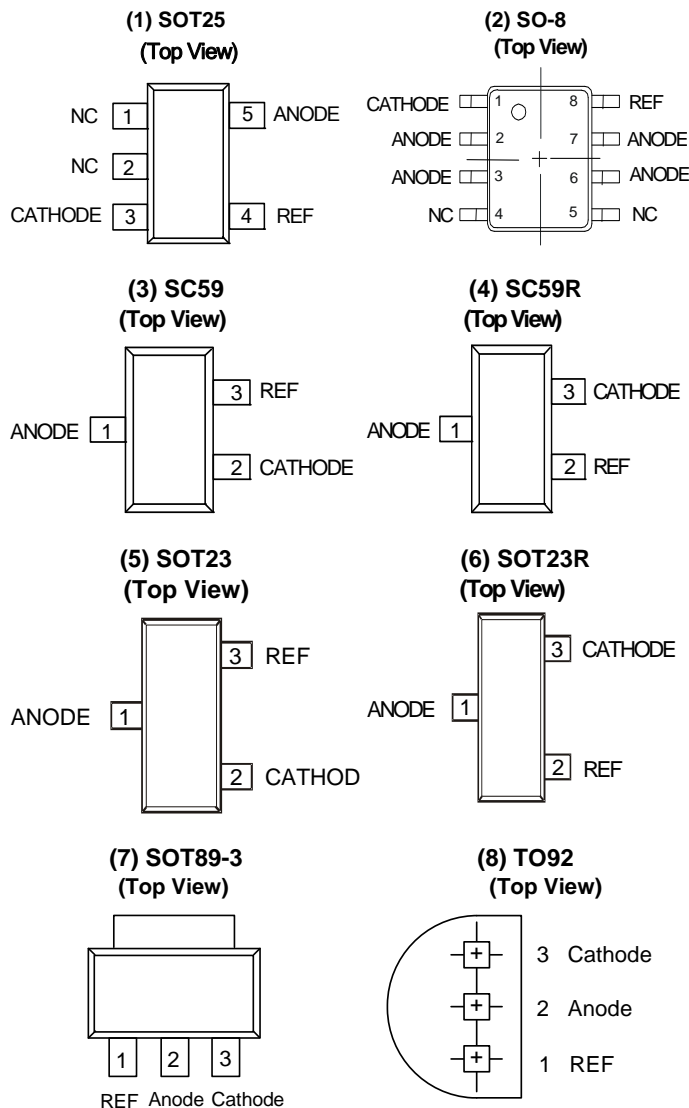 (1) SOT25
(Top View)
NC 1 5 ANODE
NC 2
CATHODE 3 4 REF
(2) SO-8
(Top View)
CATHODE 1 8 REF
ANODE 2 7 ANODE
ANODE 3 6 ANODE
NC 4 5 NC
(3) SC59
(Top View)
3 REF
ANODE 1
2 CATHODE
(4) SC59R
(Top View)
3 CATHODE
ANODE 1
2 REF
(5) SOT23
(Top View)
3 REF
ANODE 1
2 CATHOD
(6) SOT23R
(Top View)
3 CATHODE
ANODE 1
2 REF
(7) SOT89-3
(Top View)
1 2 3
REF Anode Cathode
(8) TO92
(Top View)
3 Cathode
2 Anode
1 REF